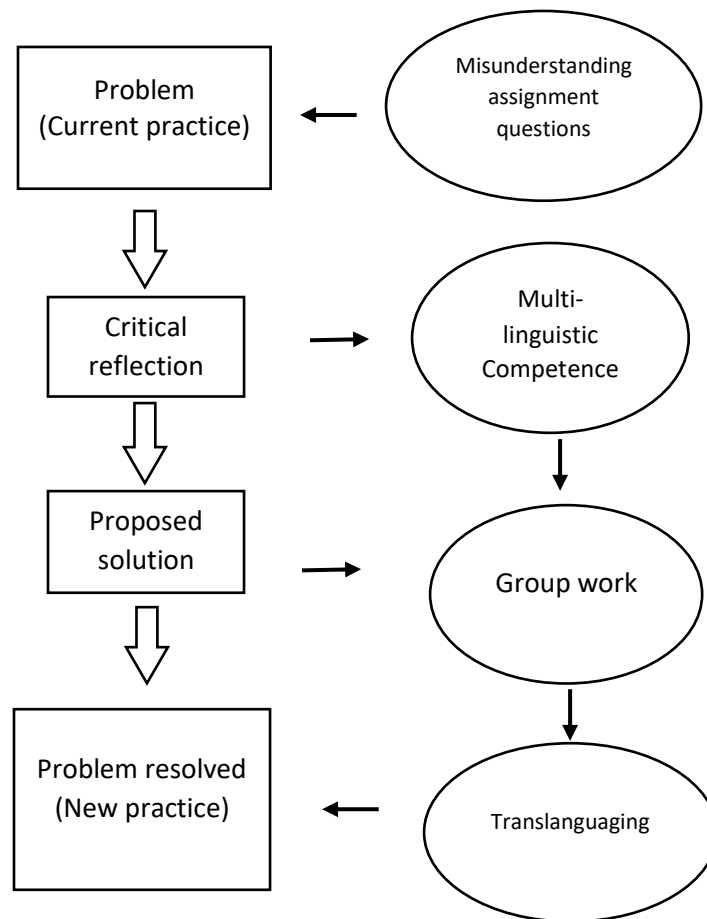 Problem
(Current practice)
Misunderstanding
assignment
questions
Critical
reflection
Multi-
linguistic
Competence
Proposed
solution
Group work
Problem resolved
(New practice)
Translanguaging